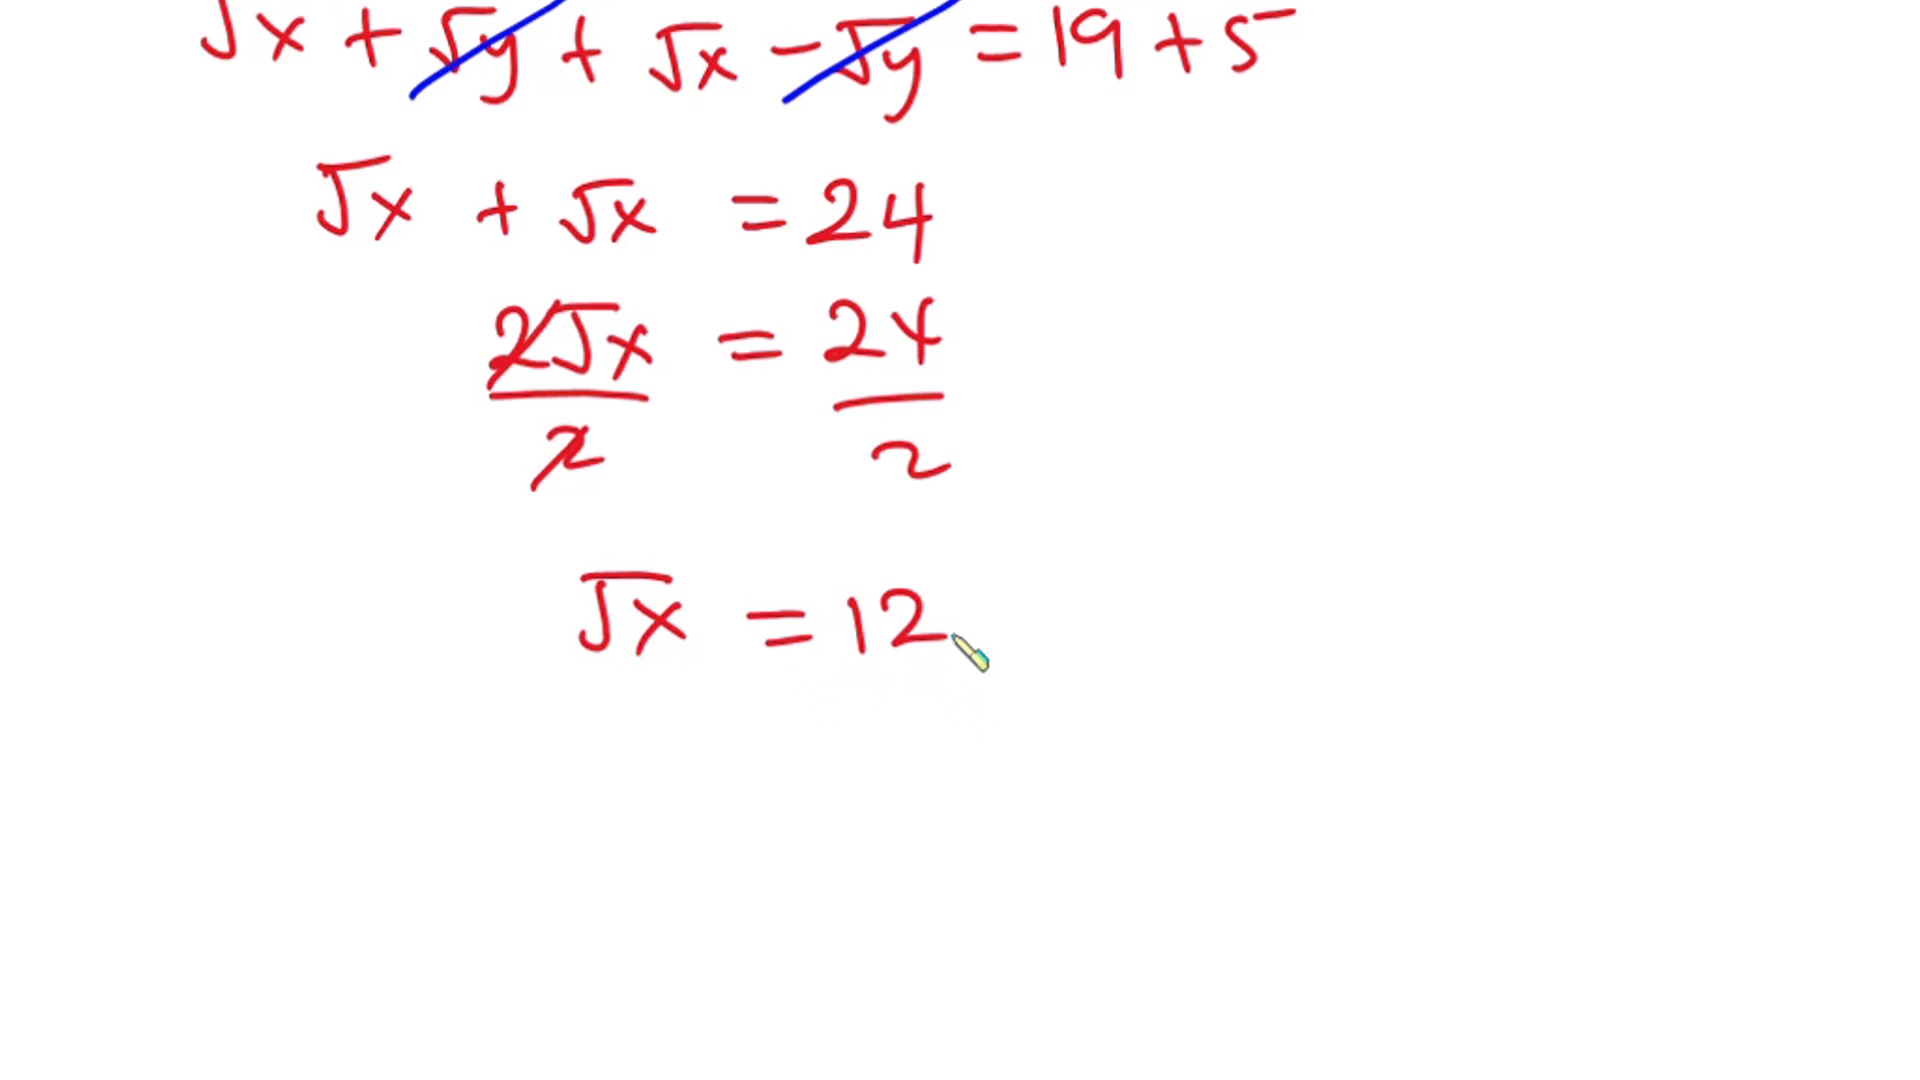 √x + √y + √x − √y = 19 + 5
√x + √x = 24
2√x = 24
2 2
√x = 12